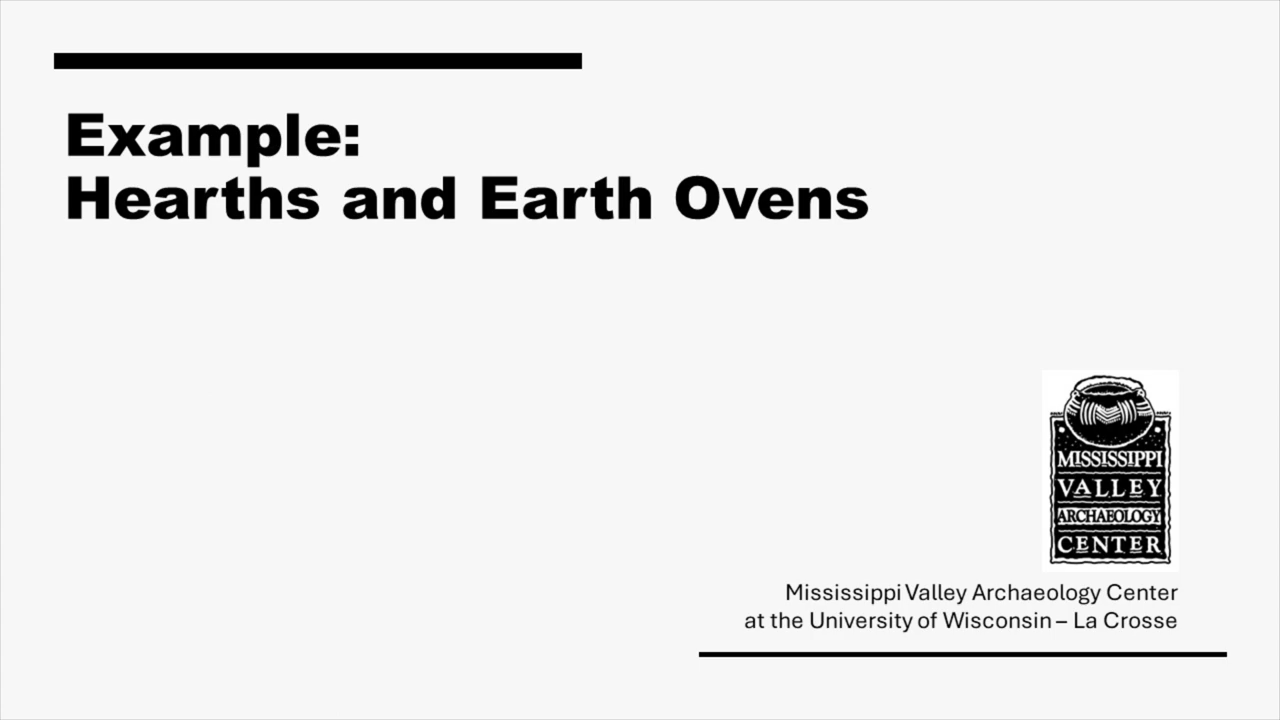 Example:
Hearths and Earth Ovens
MISSISSIPPI
VALLEY
ARCHAEOLOGY
CENTER
Mississippi Valley Archaeology Center
at the University of Wisconsin – La Crosse